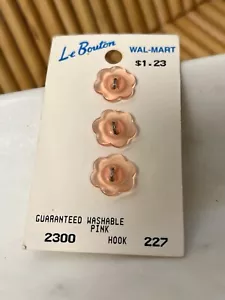 Le Bouton WAL-MART
$1.23
GUARANTEED WASHABLE
PINK
2300 HOOK 227